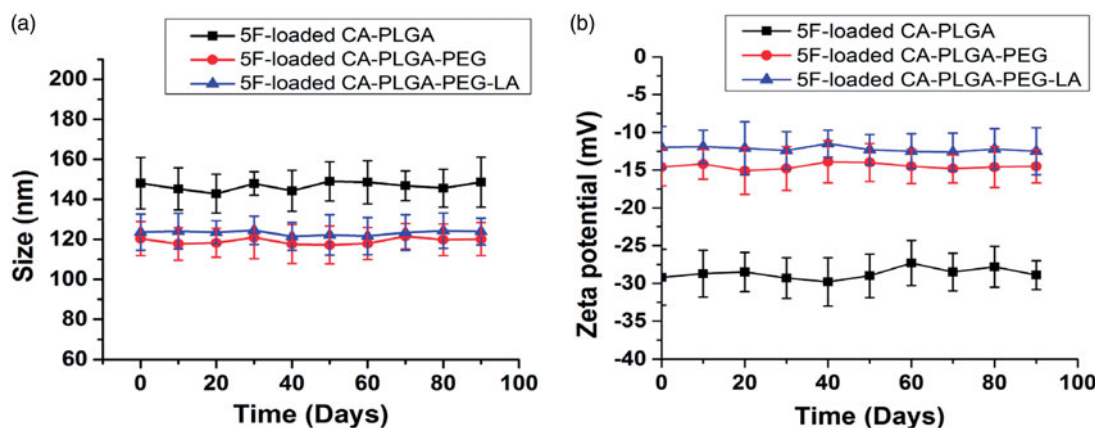 (a)
5F-loaded CA-PLGA
5F-loaded CA-PLGA-PEG
5F-loaded CA-PLGA-PEG-LA
Size (nm)
200
180
160
140
120
100
80
60
0
20
40
60
80
100
Time (Days)
(b)
5F-loaded CA-PLGA
5F-loaded CA-PLGA-PEG
5F-loaded CA-PLGA-PEG-LA
Zeta potential (mV)
0
-5
-10
-15
-20
-25
-30
-35
-40
0
20
40
60
80
100
Time (Days)